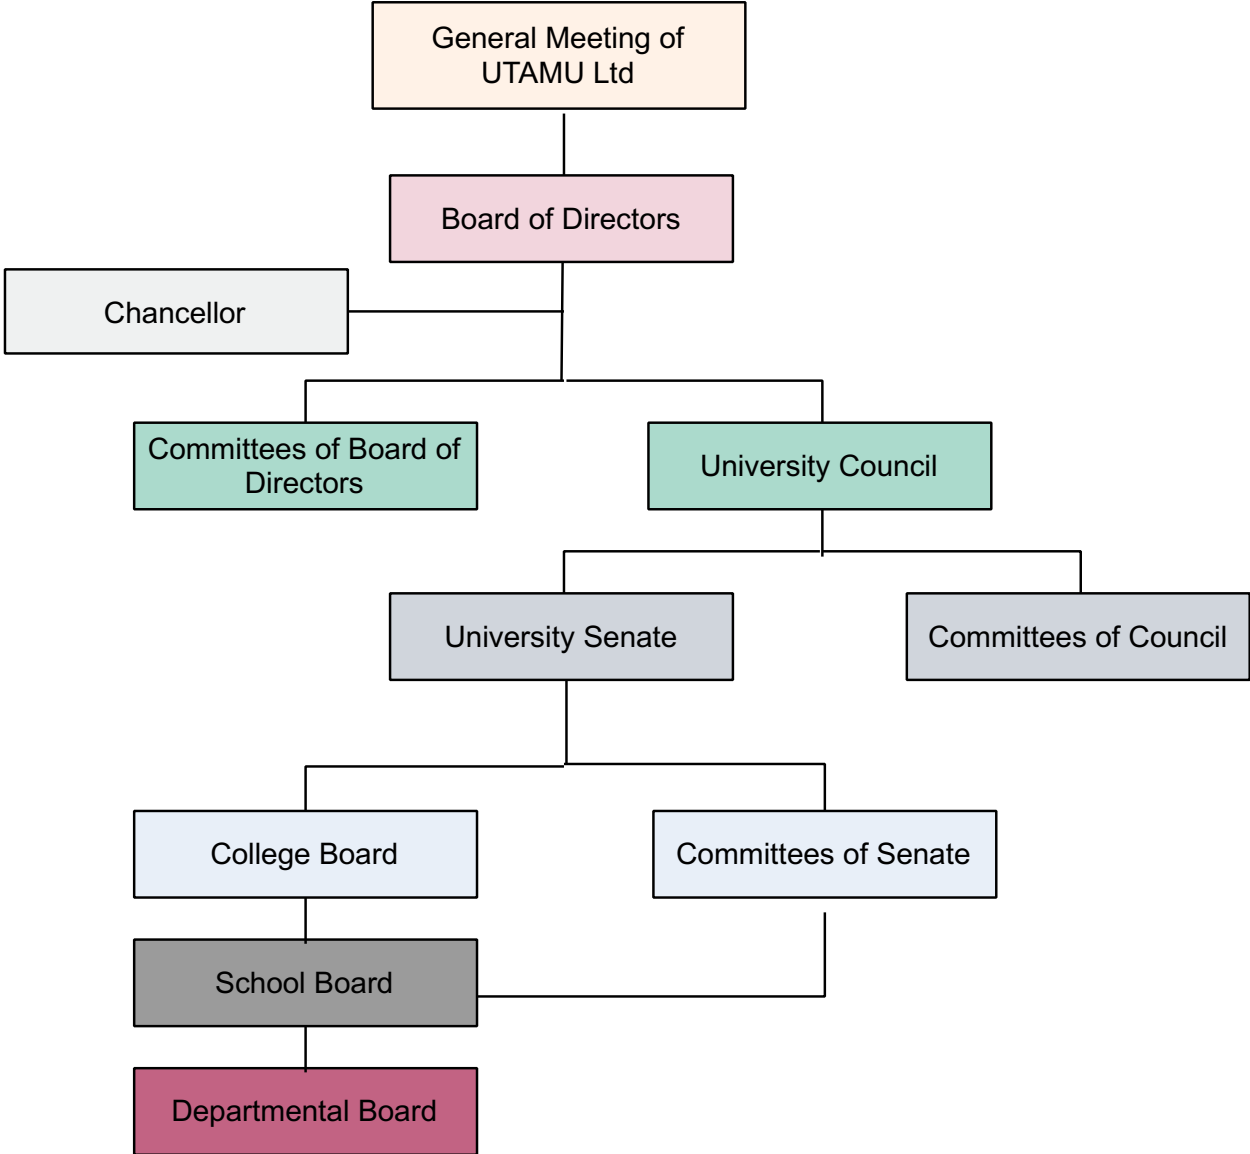 General Meeting of
UTAMU Ltd
Board of Directors
Chancellor
Committees of Board of
Directors
University Council
University Senate
Committees of Council
College Board
Committees of Senate
School Board
Departmental Board